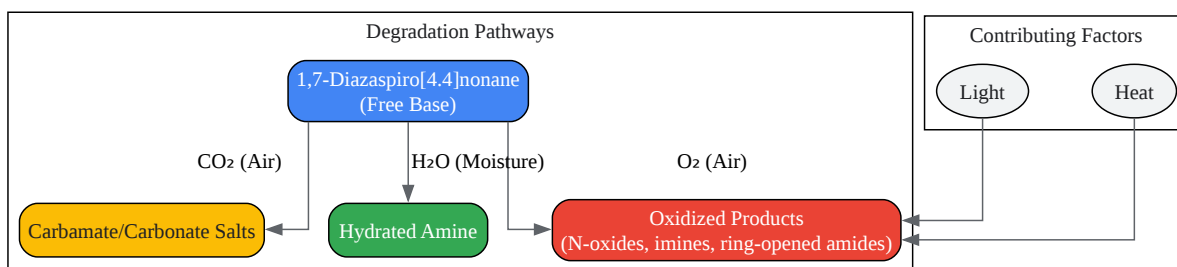 Degradation Pathways
Contributing Factors
1,7-Diazaspiro[4.4]nonane
(Free Base)
Light
Heat
CO₂ (Air)
H₂O (Moisture)
O₂ (Air)
Carbamate/Carbonate Salts
Hydrated Amine
Oxidized Products
(N-oxides, imines, ring-opened amides)